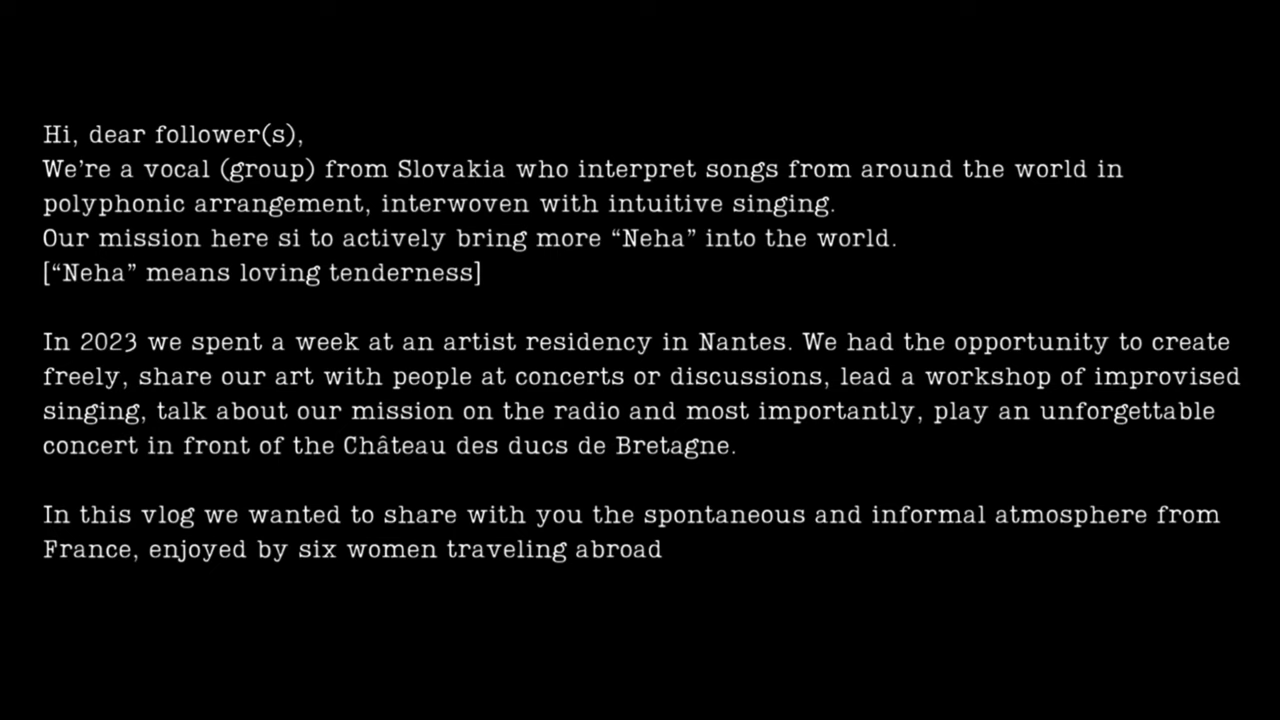 Hi, dear follower(s),
We’re a vocal (group) from Slovakia who interpret songs from around the world in
polyphonic arrangement, interwoven with intuitive singing.
Our mission here si to actively bring more “Neha” into the world.
[“Neha” means loving tenderness]
In 2023 we spent a week at an artist residency in Nantes. We had the opportunity to create
freely, share our art with people at concerts or discussions, lead a workshop of improvised
singing, talk about our mission on the radio and most importantly, play an unforgettable
concert in front of the Château des ducs de Bretagne.
In this vlog we wanted to share with you the spontaneous and informal atmosphere from
France, enjoyed by six women traveling abroad